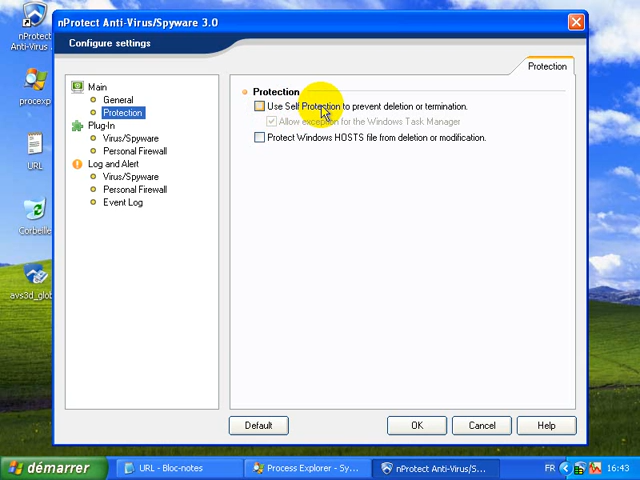 nProtect
Anti-Virus...
procexp
URL
Corbeille
avs3d_glob
nProtect Anti-Virus/Spyware 3.0
Configure settings
Main
General
Protection
Plug-In
Virus/Spyware
Personal Firewall
Log and Alert
Virus/Spyware
Personal Firewall
Event Log
Protection
Protection
Use Self Protection to prevent deletion or termination.
Allow exception for the Windows Task Manager
Protect Windows HOSTS file from deletion or modification.
Default
OK
Cancel
Help
démarrer
URL - Bloc-notes
Process Explorer - Sy...
nProtect Anti-Virus/S...
FR
16:43